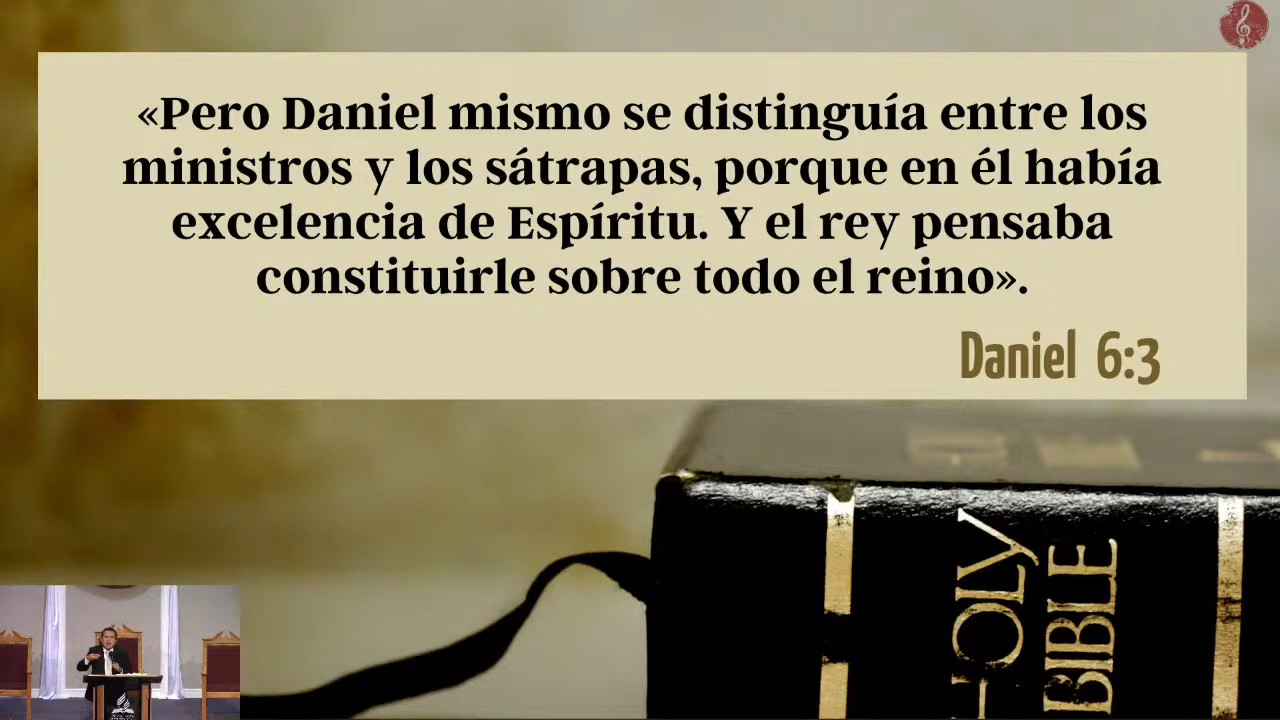 «Pero Daniel mismo se distinguía entre los
ministros y los sátrapas, porque en él había
excelencia de Espíritu. Y el rey pensaba
constituirle sobre todo el reino».
Daniel 6:3
HOLY
BIBLE